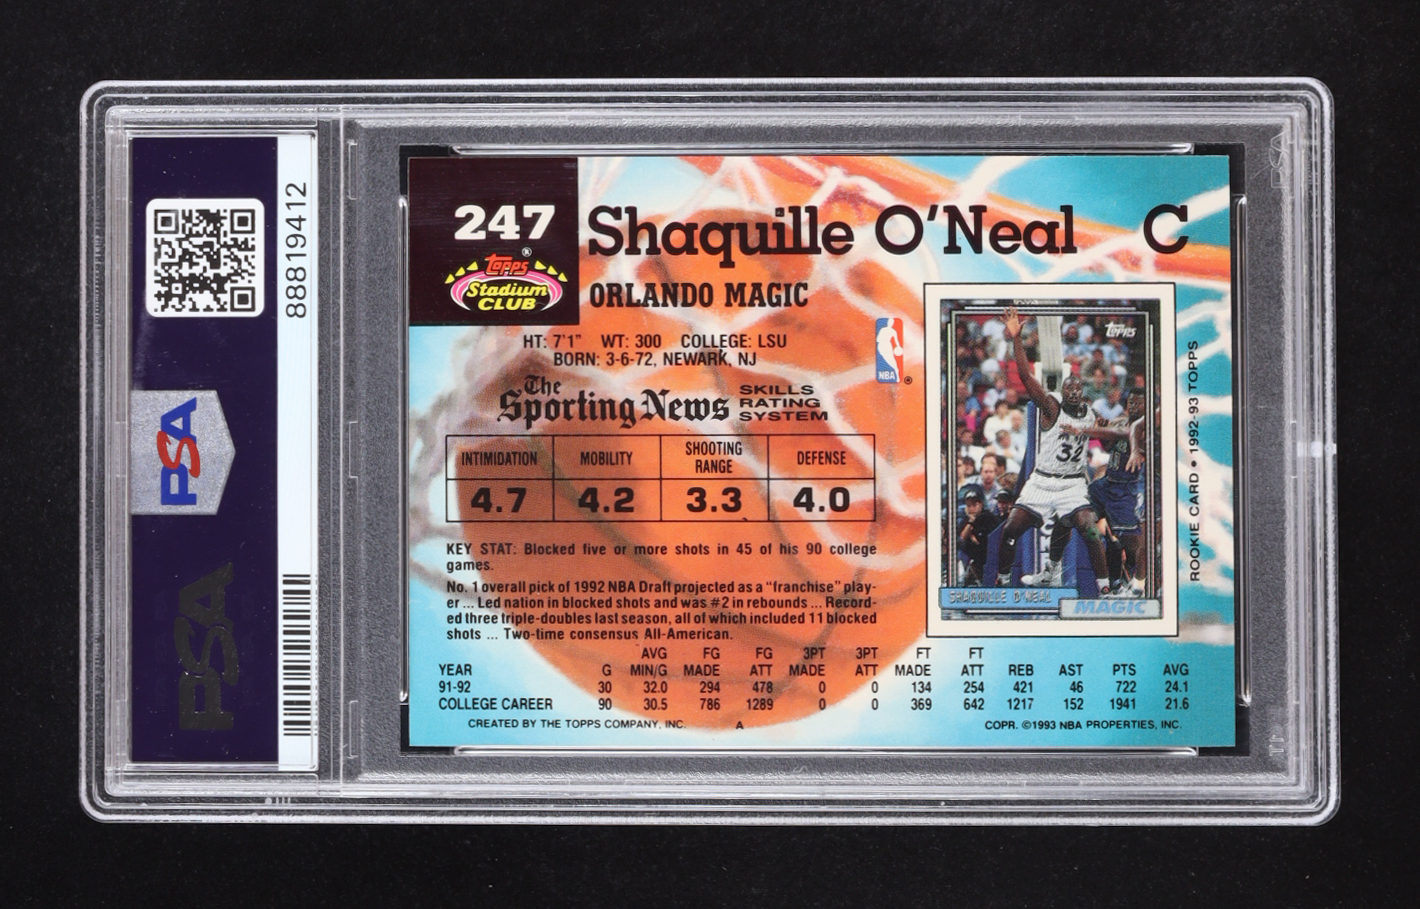 88819412
PSA
PSA
247
Topps®
Stadium
CLUB
Shaquille O'Neal C
ORLANDO MAGIC
HT: 7'1" WT: 300 COLLEGE: LSU
BORN: 3-6-72, NEWARK, NJ
NBA ®
The
Sporting News
SKILLS
RATING
SYSTEM
INTIMIDATION MOBILITY SHOOTING RANGE DEFENSE
4.7 4.2 3.3 4.0
KEY STAT: Blocked five or more shots in 45 of his 90 college
games.
No. 1 overall pick of 1992 NBA Draft projected as a "franchise" play-
er ... Led nation in blocked shots and was #2 in rebounds ... Record-
ed three triple-doubles last season, all of which included 11 blocked
shots ... Two-time consensus All-American.
Topps
32
SHAQUILLE O'NEAL
MAGIC
ROOKIE CARD • 1992-93 TOPPS
AVG FG FG 3PT 3PT FT FT
YEAR G MIN/G MADE ATT MADE ATT MADE ATT REB AST PTS AVG
91-92 30 32.0 294 478 0 0 134 254 421 46 722 24.1
COLLEGE CAREER 90 30.5 786 1289 0 0 369 642 1217 152 1941 21.6
CREATED BY THE TOPPS COMPANY, INC. A COPR. ©1993 NBA PROPERTIES, INC.
PSA